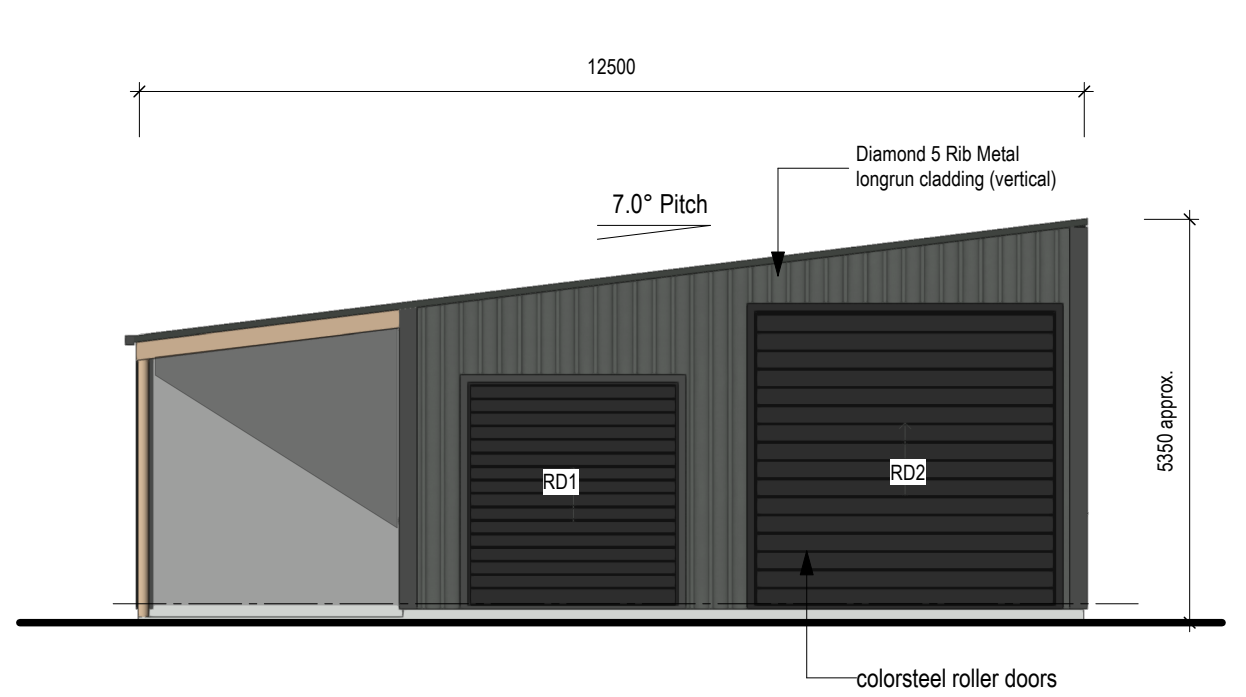 12500
Diamond 5 Rib Metal
longrun cladding (vertical)
7.0° Pitch
5350 approx.
RD1
RD2
colorsteel roller doors